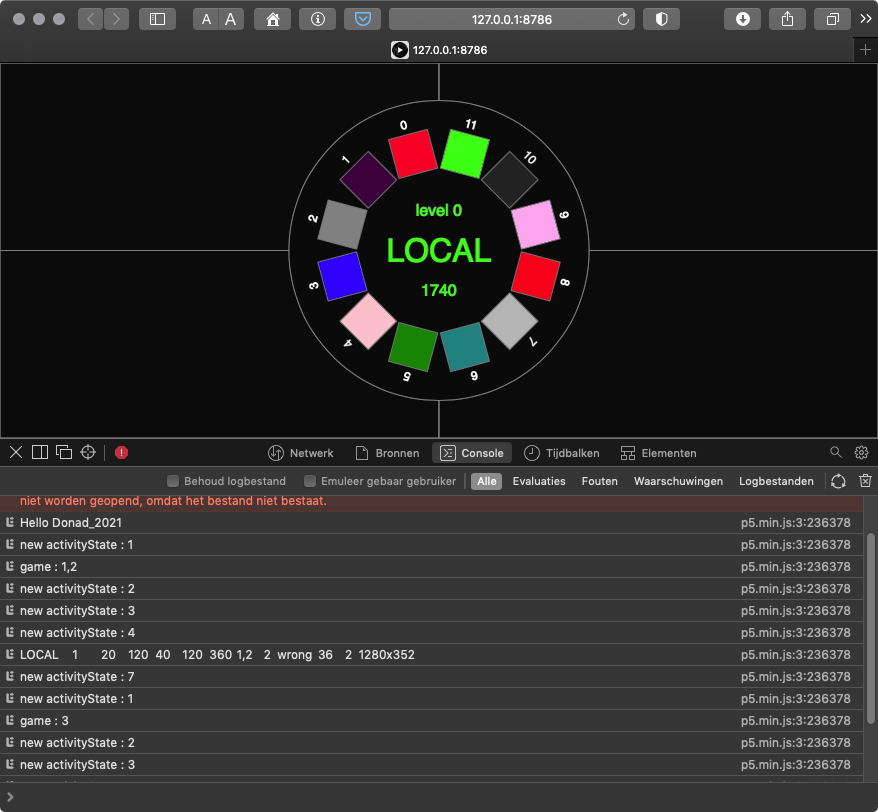 A A
127.0.0.1:8786
127.0.0.1:8786
0 11
1 10
2 9
level 0
LOCAL
1740
3 8
4 7
5 6
Netwerk Bronnen Console Tijdbalken Elementen
Behoud logbestand Emuleer gebaar gebruiker Alle Evaluaties Fouten Waarschuwingen Logbestanden
niet worden geopend, omdat het bestand niet bestaat.
Hello Donad_2021 p5.min.js:3:236378
new activityState : 1 p5.min.js:3:236378
game : 1,2 p5.min.js:3:236378
new activityState : 2 p5.min.js:3:236378
new activityState : 3 p5.min.js:3:236378
new activityState : 4 p5.min.js:3:236378
LOCAL 1 20 120 40 120 360 1,2 2 wrong 36 2 1280x352 p5.min.js:3:236378
new activityState : 7 p5.min.js:3:236378
new activityState : 1 p5.min.js:3:236378
game : 3 p5.min.js:3:236378
new activityState : 2 p5.min.js:3:236378
new activityState : 3 p5.min.js:3:236378